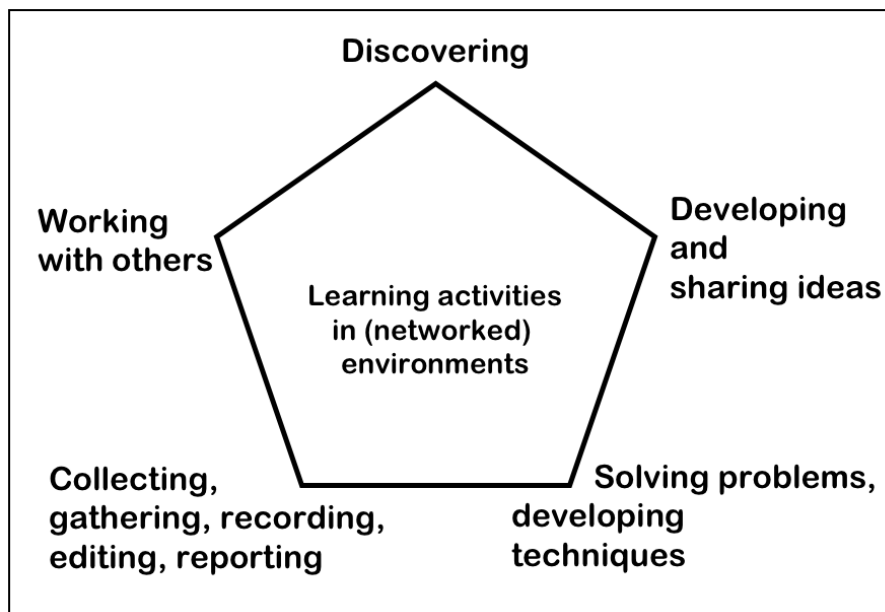 Discovering
Working
with others
Developing
and
sharing ideas
Learning activities
in (networked)
environments
Collecting,
gathering, recording,
editing, reporting
Solving problems,
developing
techniques